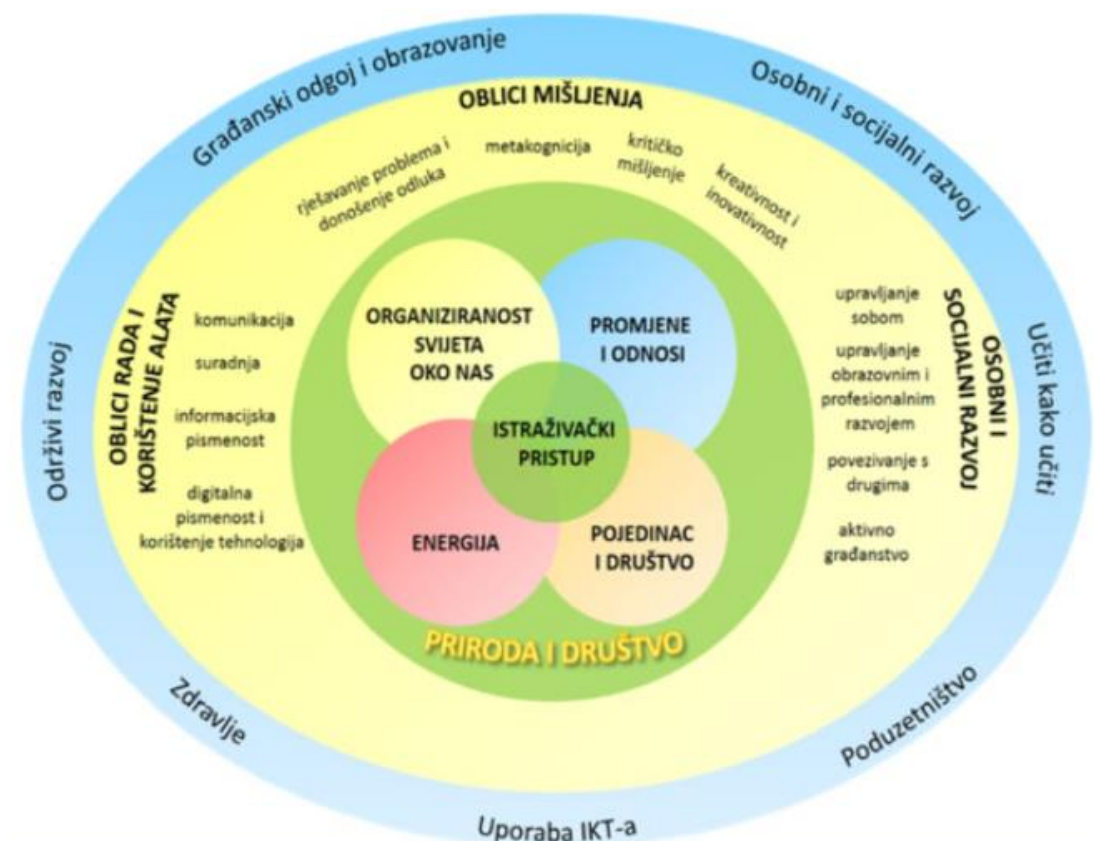 Građanski odgoj i obrazovanje
Osobni i socijalni razvoj
Učiti kako učiti
Poduzetništvo
Uporaba IKT-a
Zdravlje
Održivi razvoj
OBLICI MIŠLJENJA
rješavanje problema i
donošenje odluka
metakognicija
kritičko
mišljenje
kreativnost i
inovativnost
OBLICI RADA I
KORIŠTENJE ALATA
komunikacija
suradnja
informacijska
pismenost
digitalna
pismenost i
korištenje tehnologija
OSOBNI I
SOCIJALNI RAZVOJ
upravljanje
sobom
upravljanje
obrazovnim i
profesionalnim
razvojem
povezivanje s
drugima
aktivno
građanstvo
ORGANIZIRANOST
SVIJETA
OKO NAS
PROMJENE
I ODNOSI
ISTRAŽIVAČKI
PRISTUP
ENERGIJA
POJEDINAC
I DRUŠTVO
PRIRODA I DRUŠTVO